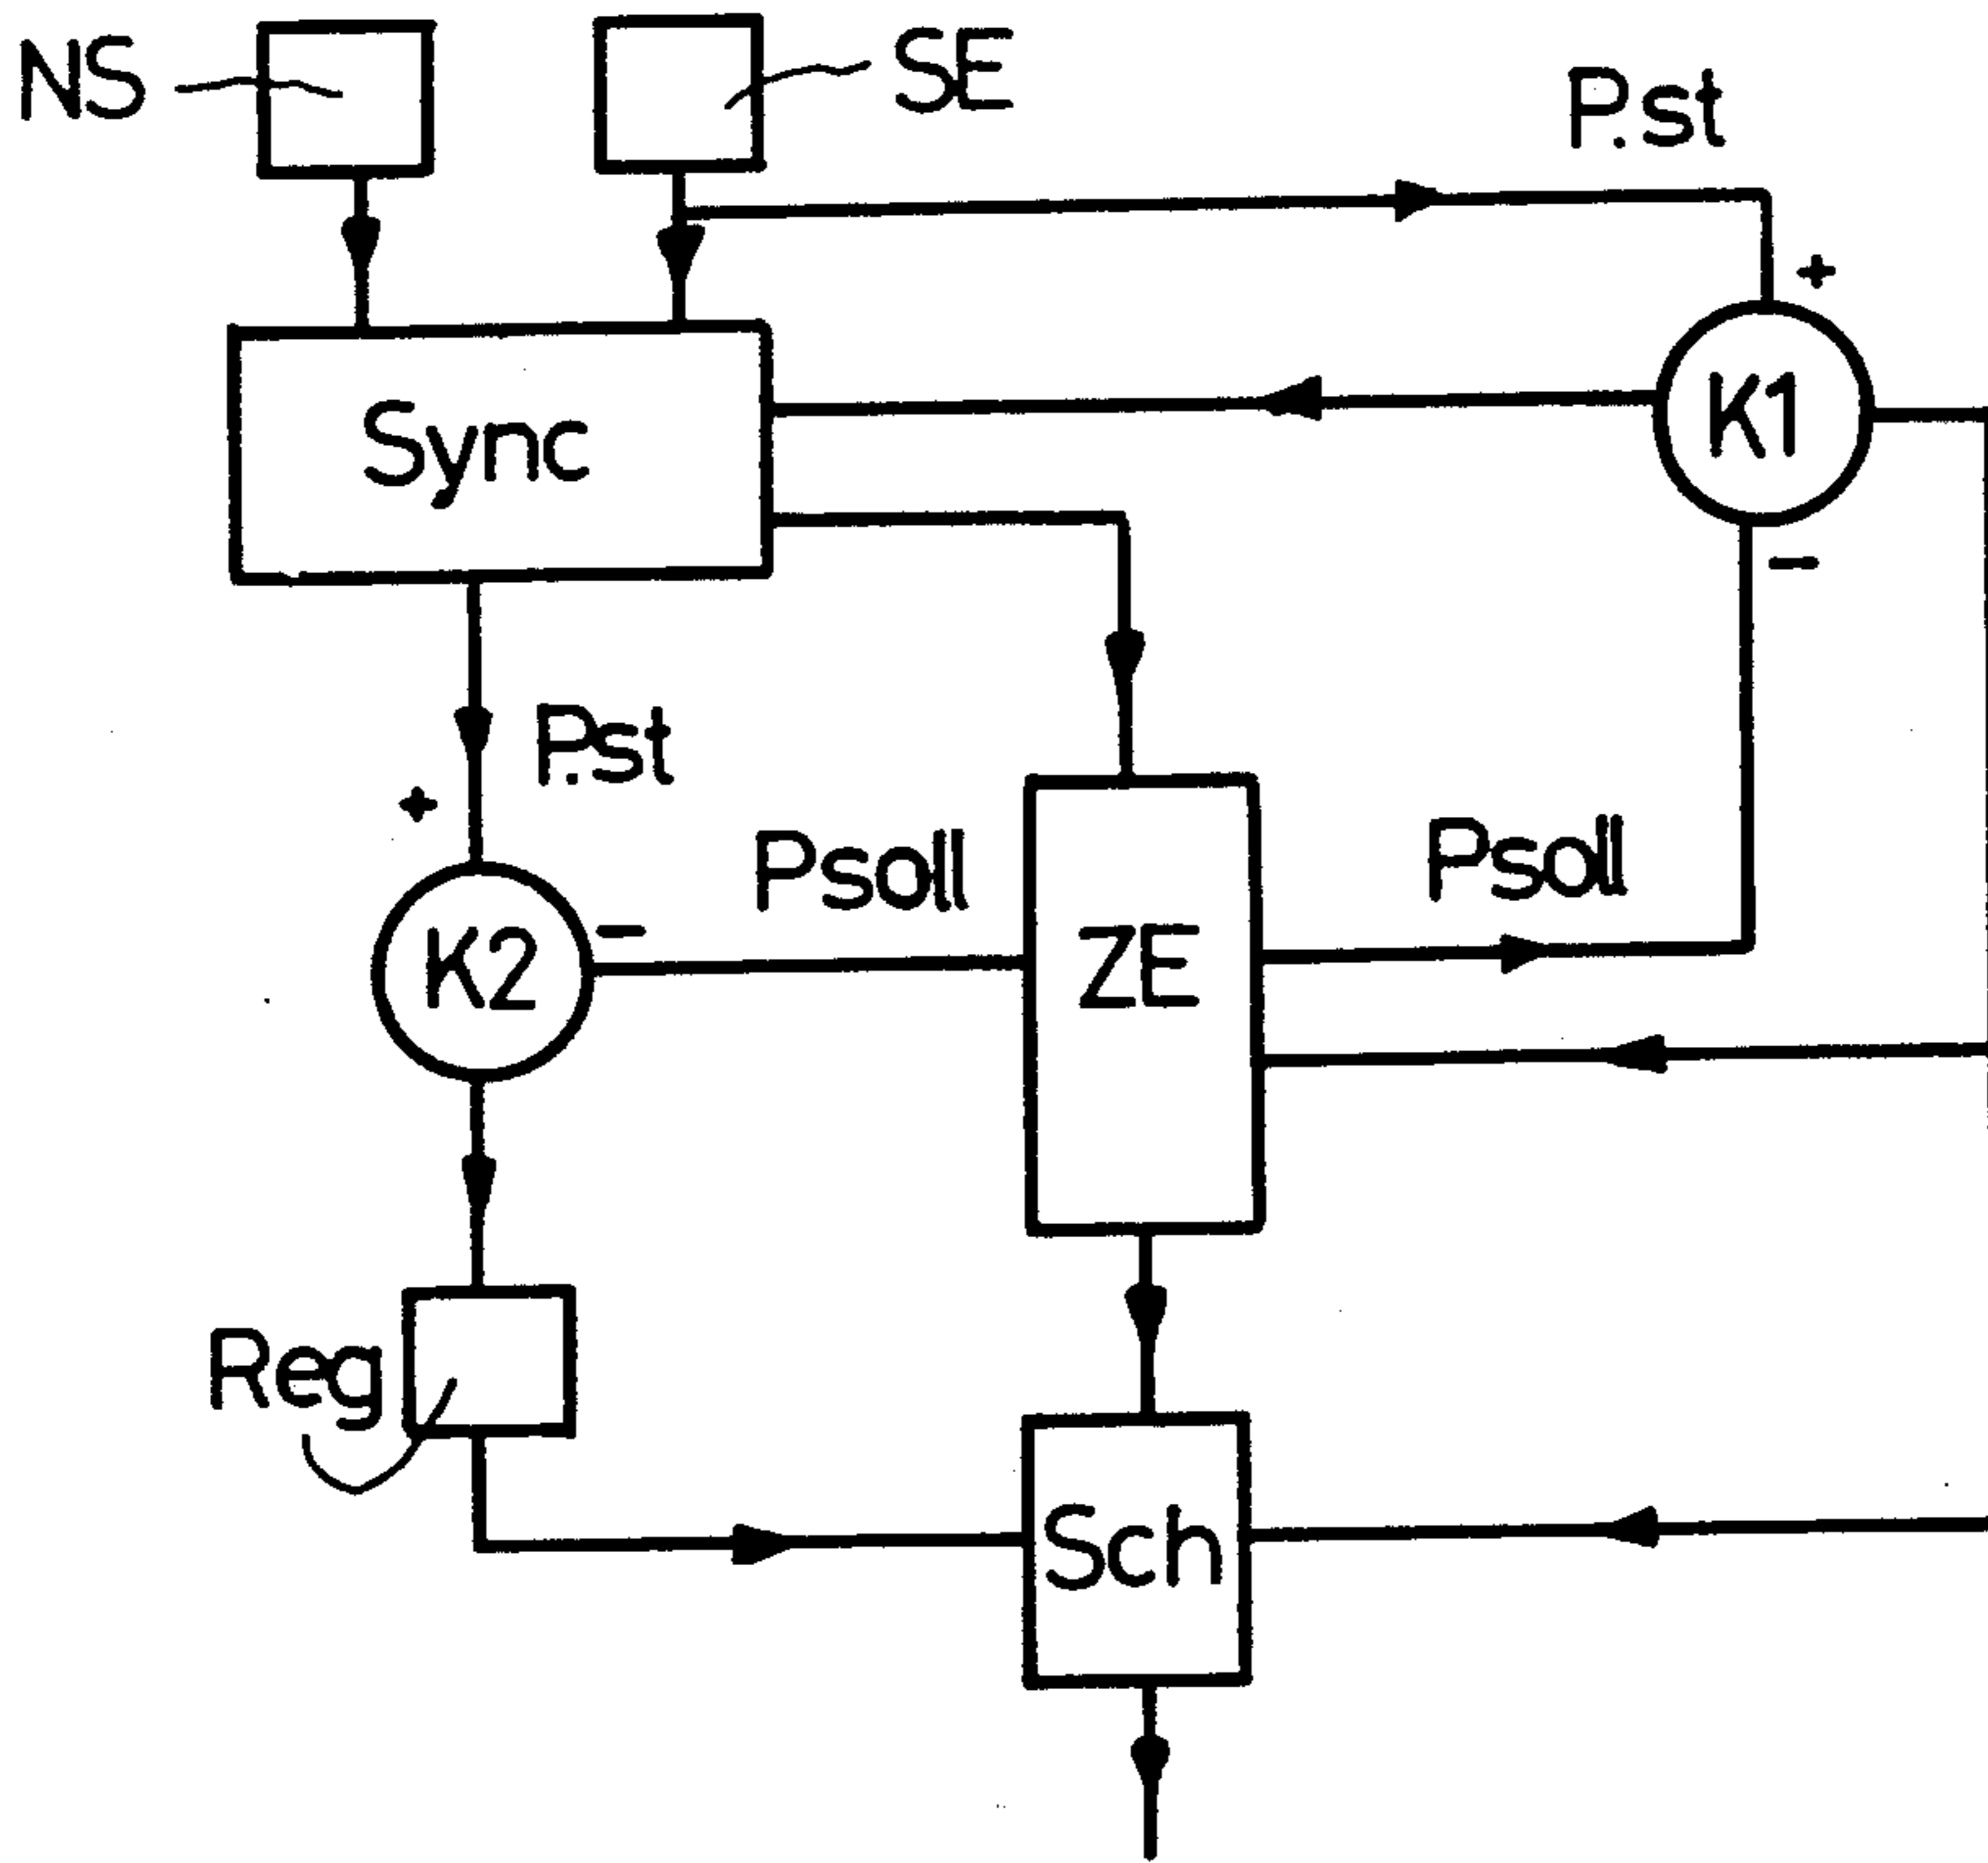 NS
SE
P.st
+
K1
Sync
−
P.st
+
Psoll
Psoll
−
K2
ZE
Reg
Sch